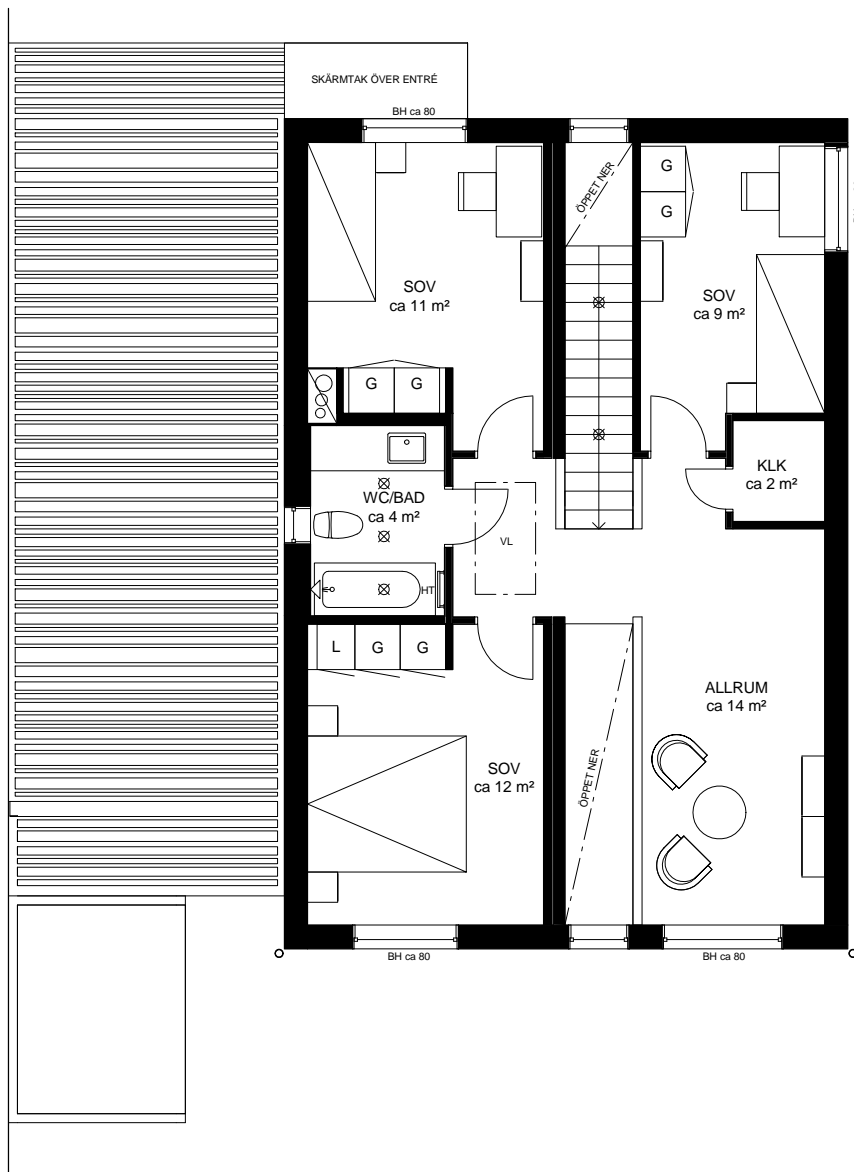 SKÄRMTAK ÖVER ENTRÉ
BH ca 80
ÖPPET NER
G
G
SOV
ca 11 m²
SOV
ca 9 m²
G
G
KLK
ca 2 m²
WC/BAD
ca 4 m²
VL
HT
L
G
G
ALLRUM
ca 14 m²
SOV
ca 12 m²
ÖPPET NER
BH ca 80
BH ca 80